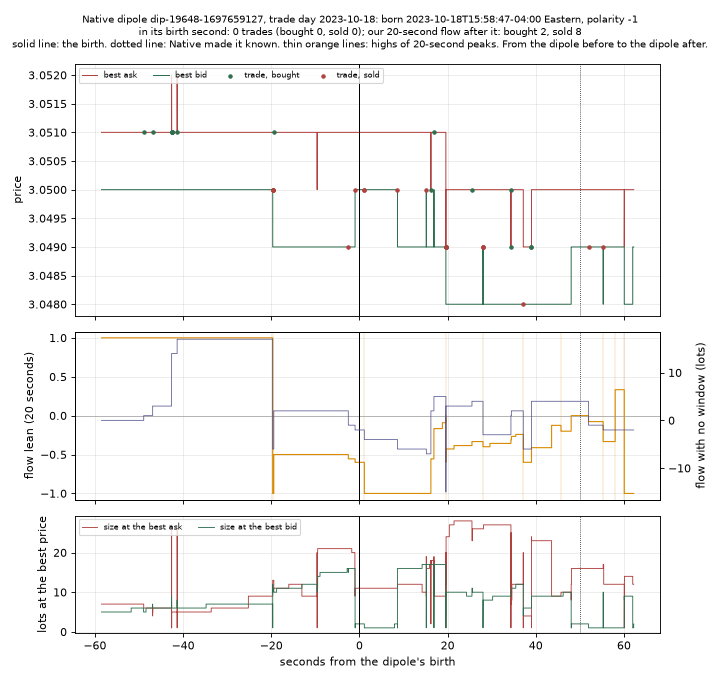 Native dipole dip-19648-1697659127, trade day 2023-10-18: born 2023-10-18T15:58:47-04:00 Eastern, polarity -1
in its birth second: 0 trades (bought 0, sold 0); our 20-second flow after it: bought 2, sold 8
solid line: the birth. dotted line: Native made it known. thin orange lines: highs of 20-second peaks. From the dipole before to the dipole after.
best ask best bid trade, bought trade, sold
3.0520
3.0515
3.0510
3.0505
3.0500
3.0495
3.0490
3.0485
3.0480
price
1.0
0.5
0.0
−0.5
−1.0
flow lean (20 seconds)
10
0
−10
flow with no window (lots)
size at the best ask size at the best bid
20
10
0
lots at the best price
−60 −40 −20 0 20 40 60
seconds from the dipole's birth